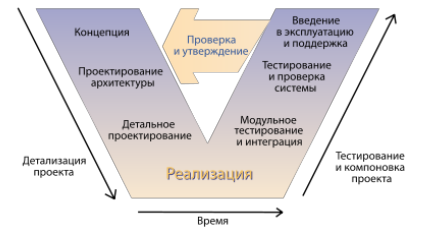 Концепция
Проектирование
архитектуры
Детальное
проектирование
Реализация
Проверка
и утверждение
Введение
в эксплуатацию
и поддержка
Тестирование
и проверка
системы
Модульное
тестирование
и интеграция
Детализация
проекта
Тестирование
и компоновка
проекта
Время